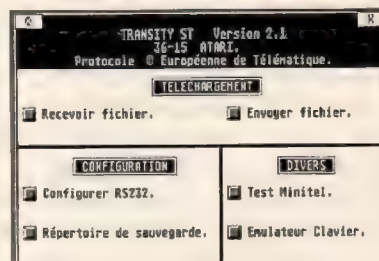 TRANSITY ST Version 2.1
36-15 ATARI.
Protocole © Européenne de Télématique.
TELECHARGEMENT
Recevoir fichier.
Envoyer fichier.
CONFIGURATION
DIVERS
Configurer RS232.
Test Minitel.
Répertoire de sauvegarde.
Emulateur Clavier.